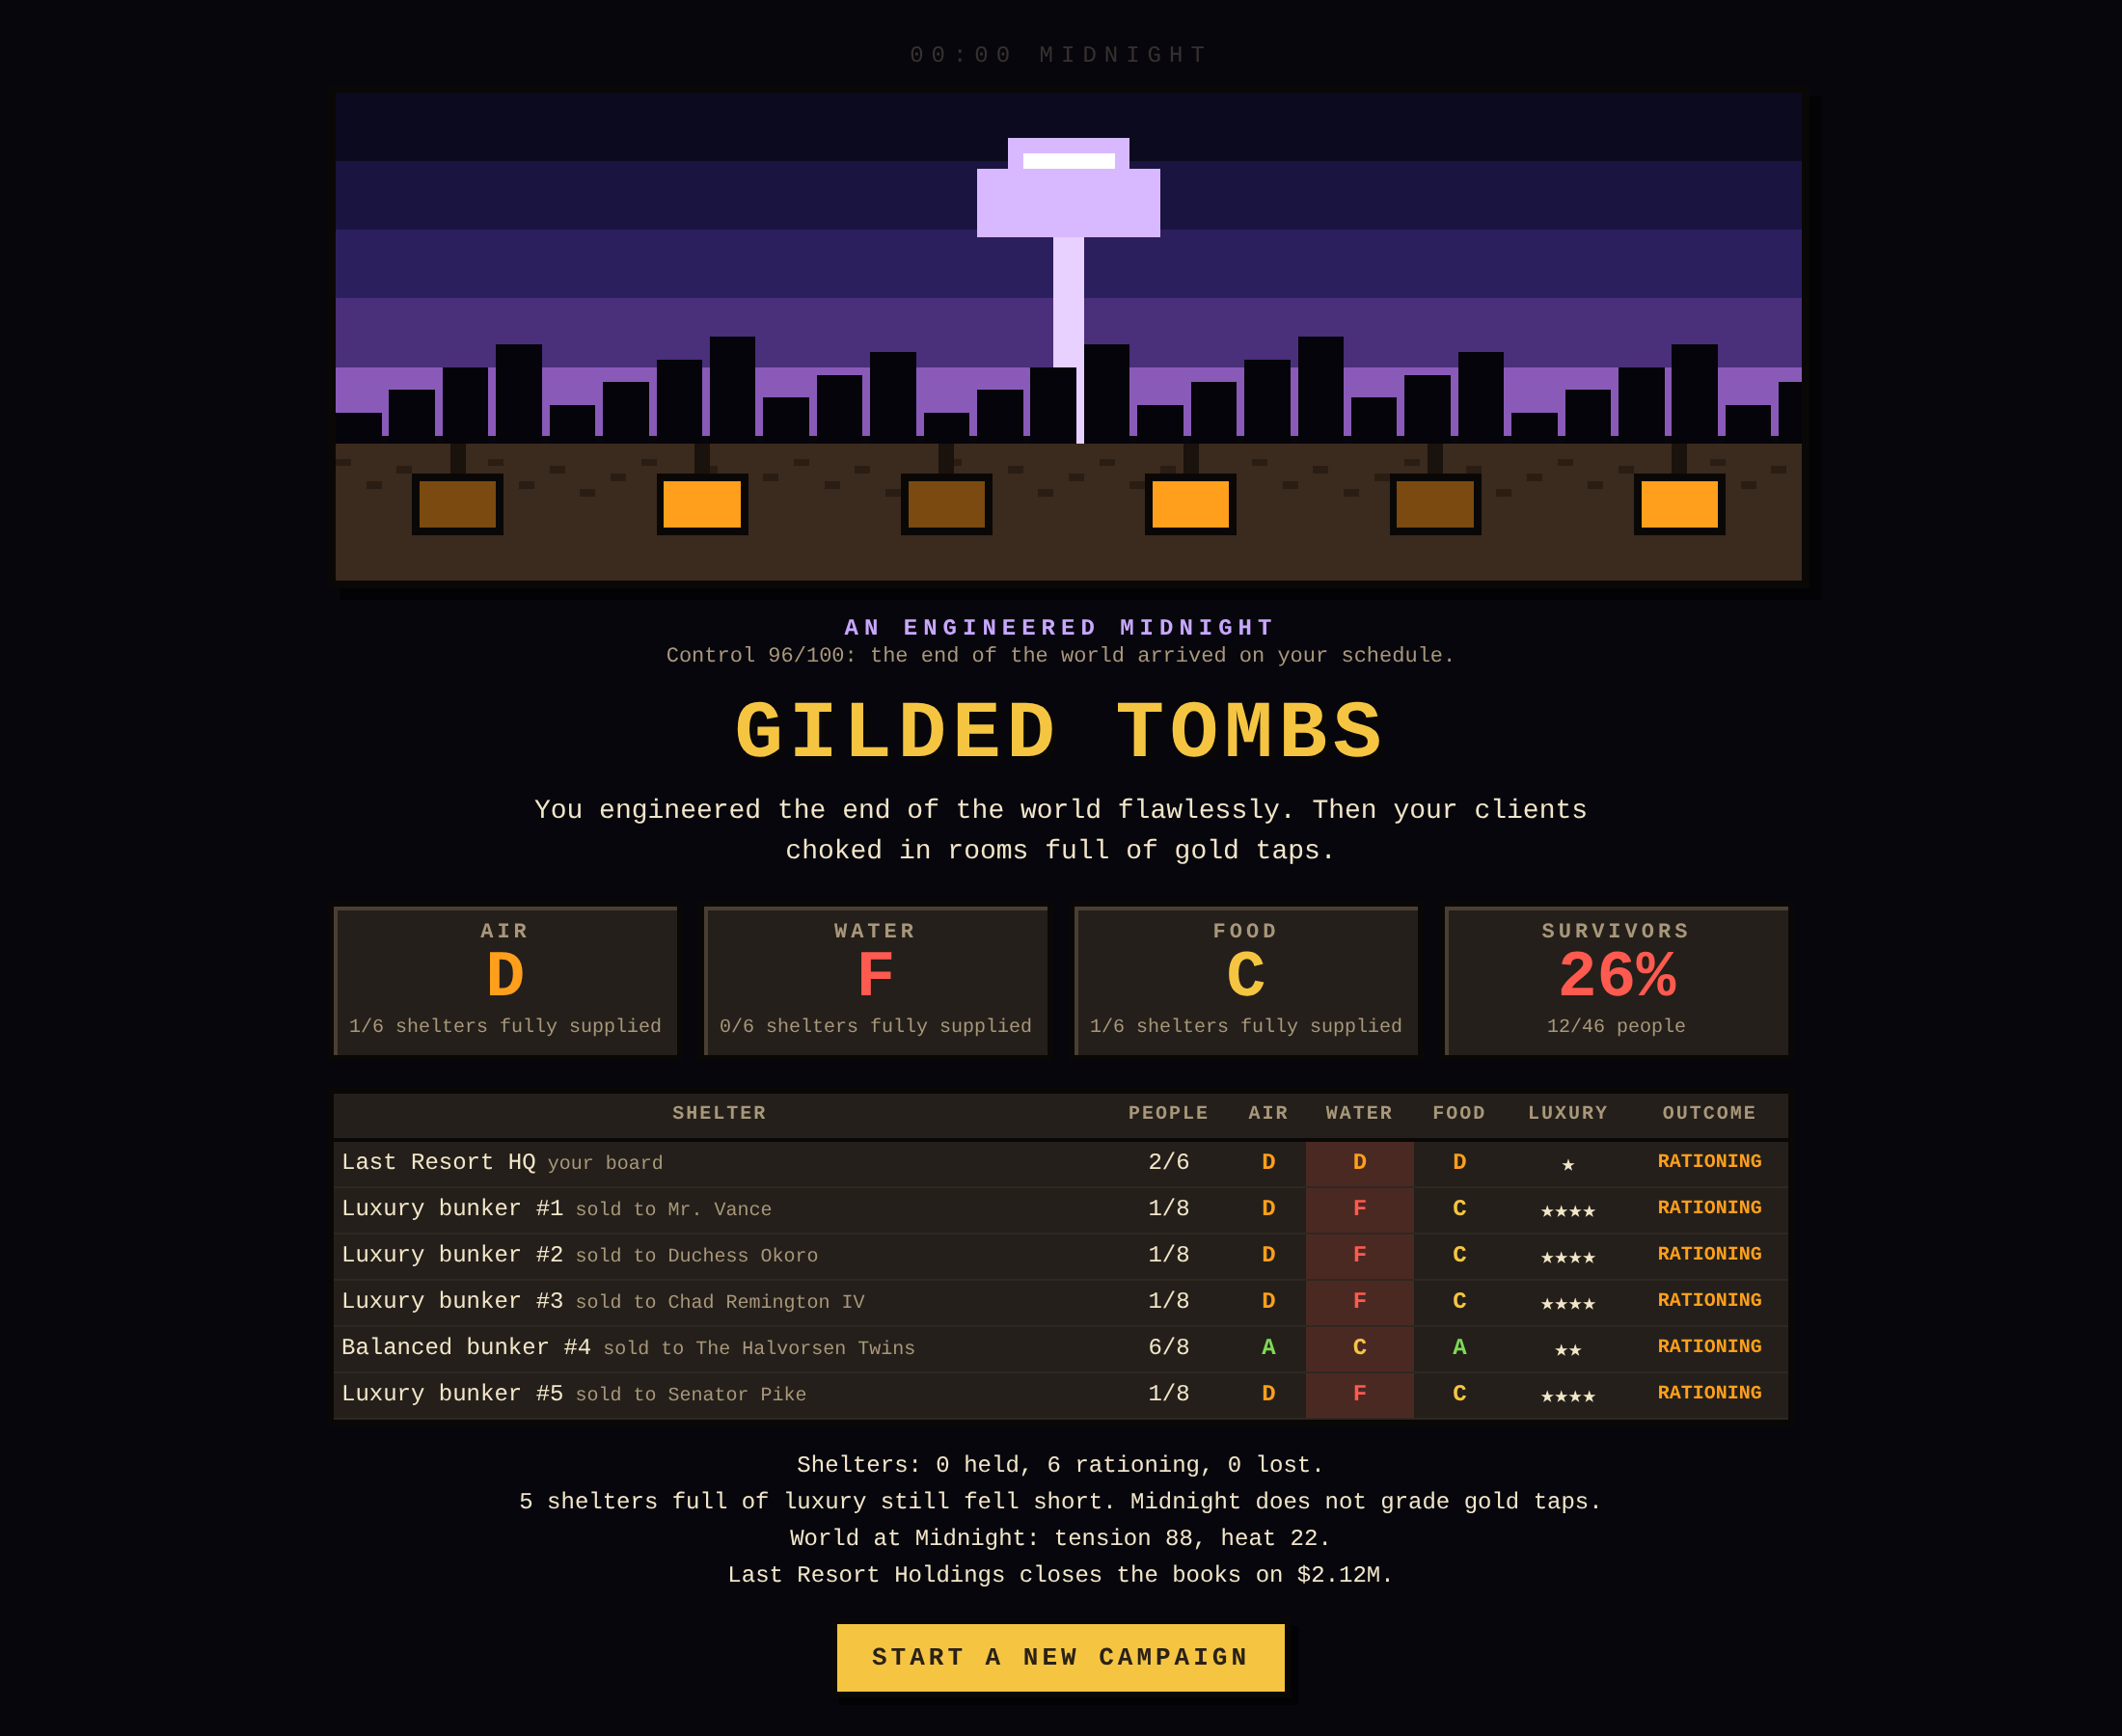 00:00 MIDNIGHT
AN ENGINEERED MIDNIGHT
Control 96/100: the end of the world arrived on your schedule.
GILDED TOMBS
You engineered the end of the world flawlessly. Then your clients
choked in rooms full of gold taps.
AIR
D
1/6 shelters fully supplied
WATER
F
0/6 shelters fully supplied
FOOD
C
1/6 shelters fully supplied
SURVIVORS
26%
12/46 people
SHELTER PEOPLE AIR WATER FOOD LUXURY OUTCOME
Last Resort HQ your board 2/6 D D D ★ RATIONING
Luxury bunker #1 sold to Mr. Vance 1/8 D F C ★★★★ RATIONING
Luxury bunker #2 sold to Duchess Okoro 1/8 D F C ★★★★ RATIONING
Luxury bunker #3 sold to Chad Remington IV 1/8 D F C ★★★★ RATIONING
Balanced bunker #4 sold to The Halvorsen Twins 6/8 A C A ★★ RATIONING
Luxury bunker #5 sold to Senator Pike 1/8 D F C ★★★★ RATIONING
Shelters: 0 held, 6 rationing, 0 lost.
5 shelters full of luxury still fell short. Midnight does not grade gold taps.
World at Midnight: tension 88, heat 22.
Last Resort Holdings closes the books on $2.12M.
START A NEW CAMPAIGN